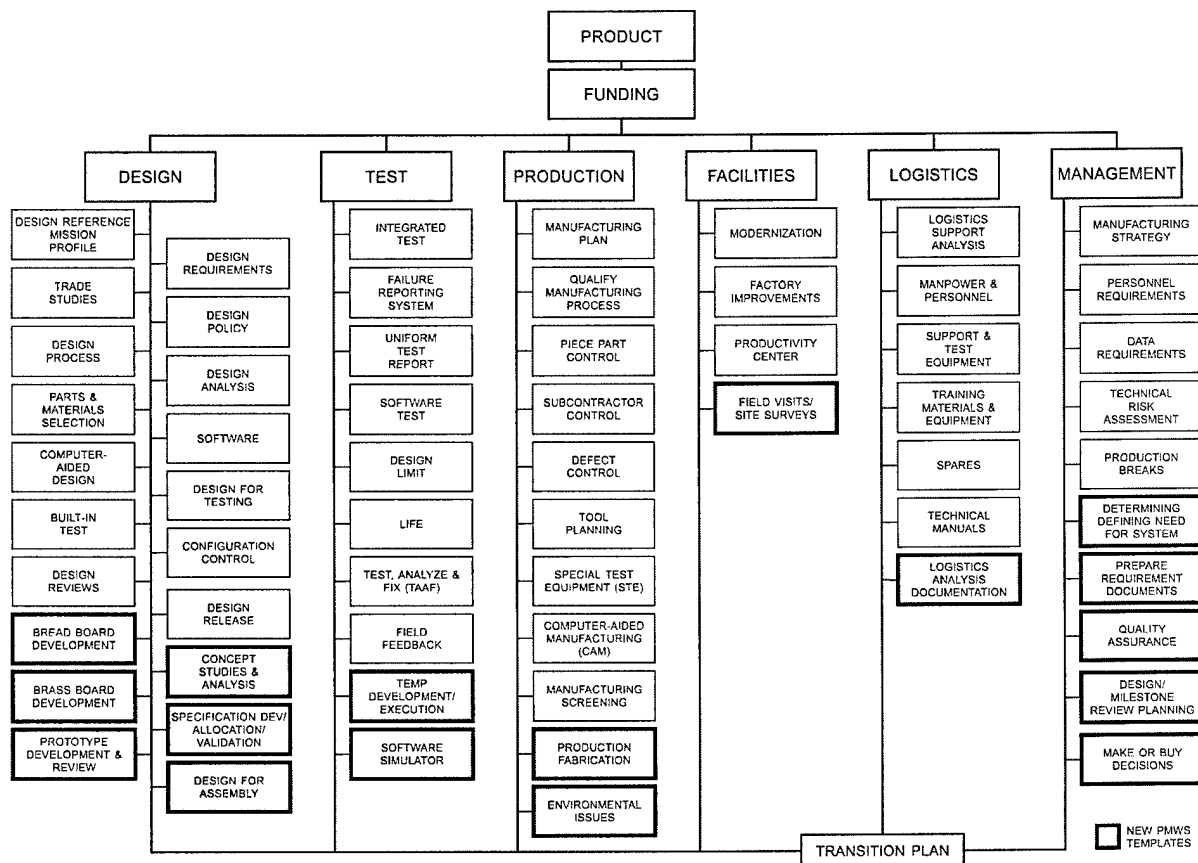 PRODUCT
FUNDING
DESIGN
TEST
PRODUCTION
FACILITIES
LOGISTICS
MANAGEMENT
DESIGN REFERENCE
MISSION
PROFILE
TRADE
STUDIES
DESIGN
PROCESS
PARTS &
MATERIALS
SELECTION
COMPUTER-
AIDED
DESIGN
BUILT-IN
TEST
DESIGN
REVIEWS
BREAD BOARD
DEVELOPMENT
BRASS BOARD
DEVELOPMENT
PROTOTYPE
DEVELOPMENT &
REVIEW
DESIGN
REQUIREMENTS
DESIGN
POLICY
DESIGN
ANALYSIS
SOFTWARE
DESIGN FOR
TESTING
CONFIGURATION
CONTROL
DESIGN
RELEASE
CONCEPT
STUDIES &
ANALYSIS
SPECIFICATION DEV/
ALLOCATION/
VALIDATION
DESIGN FOR
ASSEMBLY
INTEGRATED
TEST
FAILURE
REPORTING
SYSTEM
UNIFORM
TEST
REPORT
SOFTWARE
TEST
DESIGN
LIMIT
LIFE
TEST, ANALYZE &
FIX (TAAF)
FIELD
FEEDBACK
TEMP
DEVELOPMENT/
EXECUTION
SOFTWARE
SIMULATOR
MANUFACTURING
PLAN
QUALIFY
MANUFACTURING
PROCESS
PIECE PART
CONTROL
SUBCONTRACTOR
CONTROL
DEFECT
CONTROL
TOOL
PLANNING
SPECIAL TEST
EQUIPMENT (STE)
COMPUTER-AIDED
MANUFACTURING
(CAM)
MANUFACTURING
SCREENING
PRODUCTION
FABRICATION
ENVIRONMENTAL
ISSUES
MODERNIZATION
FACTORY
IMPROVEMENTS
PRODUCTIVITY
CENTER
FIELD VISITS/
SITE SURVEYS
LOGISTICS
SUPPORT
ANALYSIS
MANPOWER &
PERSONNEL
SUPPORT &
TEST
EQUIPMENT
TRAINING
MATERIALS &
EQUIPMENT
SPARES
TECHNICAL
MANUALS
LOGISTICS
ANALYSIS
DOCUMENTATION
MANUFACTURING
STRATEGY
PERSONNEL
REQUIREMENTS
DATA
REQUIREMENTS
TECHNICAL
RISK
ASSESSMENT
PRODUCTION
BREAKS
DETERMINING
DEFINING NEED
FOR SYSTEM
PREPARE
REQUIREMENT
DOCUMENTS
QUALITY
ASSURANCE
DESIGN/
MILESTONE
REVIEW PLANNING
MAKE OR BUY
DECISIONS
TRANSITION PLAN
NEW PMWS
TEMPLATES